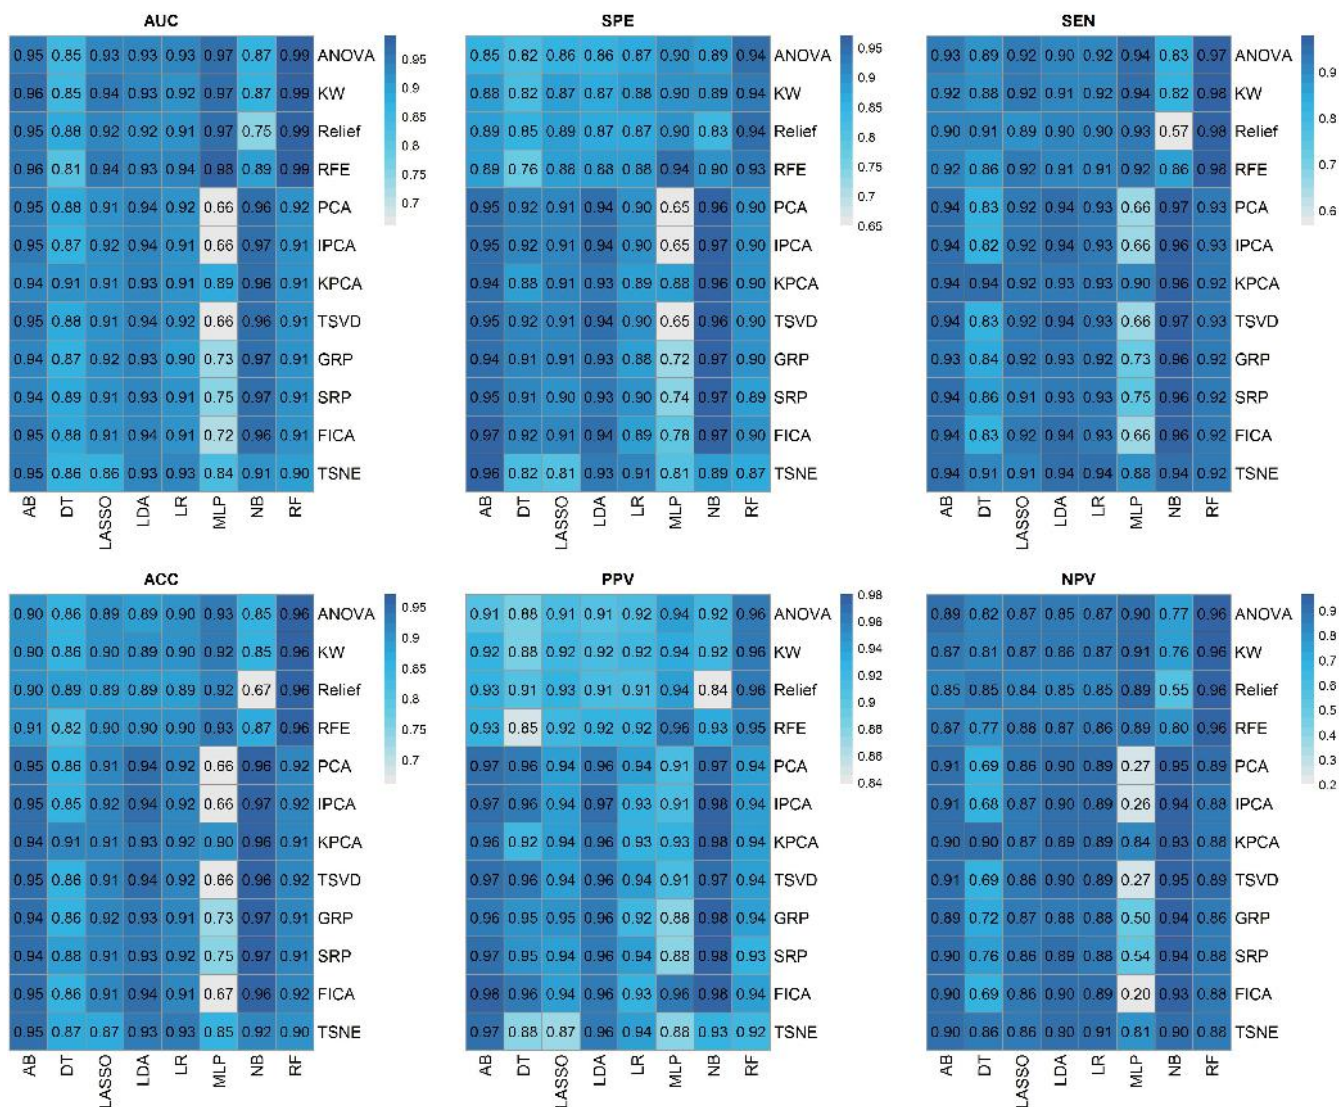 AUC
0.95 0.85 0.93 0.93 0.93 0.97 0.87 0.99 ANOVA
0.96 0.85 0.94 0.93 0.92 0.97 0.87 0.99 KW
0.95 0.88 0.92 0.92 0.91 0.97 0.75 0.99 Relief
0.96 0.81 0.94 0.93 0.94 0.98 0.89 0.99 RFE
0.95 0.88 0.91 0.94 0.92 0.66 0.96 0.92 PCA
0.95 0.87 0.92 0.94 0.91 0.66 0.97 0.91 IPCA
0.94 0.91 0.91 0.93 0.91 0.89 0.96 0.91 KPCA
0.95 0.88 0.91 0.94 0.92 0.66 0.96 0.91 TSVD
0.94 0.87 0.92 0.93 0.90 0.73 0.97 0.91 GRP
0.94 0.89 0.91 0.93 0.91 0.75 0.97 0.91 SRP
0.95 0.88 0.91 0.94 0.91 0.72 0.96 0.91 FICA
0.95 0.86 0.86 0.93 0.93 0.84 0.91 0.90 TSNE
AB DT LASSO LDA LR MLP NB RF
0.95
0.9
0.85
0.8
0.75
0.7
SPE
0.85 0.82 0.86 0.86 0.87 0.90 0.89 0.94 ANOVA
0.88 0.82 0.87 0.87 0.88 0.90 0.89 0.94 KW
0.89 0.85 0.89 0.87 0.87 0.90 0.83 0.94 Relief
0.89 0.76 0.88 0.88 0.88 0.94 0.90 0.93 RFE
0.95 0.92 0.91 0.94 0.90 0.65 0.96 0.90 PCA
0.95 0.92 0.91 0.94 0.90 0.65 0.97 0.90 IPCA
0.94 0.88 0.91 0.93 0.89 0.88 0.96 0.90 KPCA
0.95 0.92 0.91 0.94 0.90 0.65 0.96 0.90 TSVD
0.94 0.91 0.91 0.93 0.88 0.72 0.97 0.90 GRP
0.95 0.91 0.90 0.93 0.90 0.74 0.97 0.89 SRP
0.97 0.92 0.91 0.94 0.89 0.78 0.97 0.90 FICA
0.96 0.82 0.81 0.93 0.91 0.81 0.89 0.87 TSNE
AB DT LASSO LDA LR MLP NB RF
0.95
0.9
0.85
0.8
0.75
0.7
0.65
SEN
0.93 0.89 0.92 0.90 0.92 0.94 0.83 0.97 ANOVA
0.92 0.88 0.92 0.91 0.92 0.94 0.82 0.98 KW
0.90 0.91 0.89 0.90 0.90 0.93 0.57 0.98 Relief
0.92 0.86 0.92 0.91 0.91 0.92 0.86 0.98 RFE
0.94 0.83 0.92 0.94 0.93 0.66 0.97 0.93 PCA
0.94 0.82 0.92 0.94 0.93 0.66 0.96 0.93 IPCA
0.94 0.94 0.92 0.93 0.93 0.90 0.96 0.92 KPCA
0.94 0.83 0.92 0.94 0.93 0.66 0.97 0.93 TSVD
0.93 0.84 0.92 0.93 0.92 0.73 0.96 0.92 GRP
0.94 0.86 0.91 0.93 0.93 0.75 0.96 0.92 SRP
0.94 0.83 0.92 0.94 0.93 0.66 0.96 0.92 FICA
0.94 0.91 0.91 0.94 0.94 0.88 0.94 0.92 TSNE
AB DT LASSO LDA LR MLP NB RF
0.9
0.8
0.7
0.6
ACC
0.90 0.86 0.89 0.89 0.90 0.93 0.85 0.96 ANOVA
0.90 0.86 0.90 0.89 0.90 0.92 0.85 0.96 KW
0.90 0.89 0.89 0.89 0.89 0.92 0.67 0.96 Relief
0.91 0.82 0.90 0.90 0.90 0.93 0.87 0.96 RFE
0.95 0.86 0.91 0.94 0.92 0.66 0.96 0.92 PCA
0.95 0.85 0.92 0.94 0.92 0.66 0.97 0.92 IPCA
0.94 0.91 0.91 0.93 0.92 0.90 0.96 0.91 KPCA
0.95 0.86 0.91 0.94 0.92 0.66 0.96 0.92 TSVD
0.94 0.86 0.92 0.93 0.91 0.73 0.97 0.91 GRP
0.94 0.88 0.91 0.93 0.92 0.75 0.97 0.91 SRP
0.95 0.86 0.91 0.94 0.91 0.67 0.96 0.92 FICA
0.95 0.87 0.87 0.93 0.93 0.85 0.92 0.90 TSNE
AB DT LASSO LDA LR MLP NB RF
0.95
0.9
0.85
0.8
0.75
0.7
PPV
0.91 0.88 0.91 0.91 0.92 0.94 0.92 0.96 ANOVA
0.92 0.88 0.92 0.92 0.92 0.94 0.92 0.96 KW
0.93 0.91 0.93 0.91 0.91 0.94 0.84 0.96 Relief
0.93 0.85 0.92 0.92 0.92 0.96 0.93 0.95 RFE
0.97 0.96 0.94 0.96 0.94 0.91 0.97 0.94 PCA
0.97 0.96 0.94 0.97 0.93 0.91 0.98 0.94 IPCA
0.96 0.92 0.94 0.96 0.93 0.93 0.98 0.94 KPCA
0.97 0.96 0.94 0.96 0.94 0.91 0.97 0.94 TSVD
0.96 0.95 0.95 0.96 0.92 0.88 0.98 0.94 GRP
0.97 0.95 0.94 0.96 0.94 0.88 0.98 0.93 SRP
0.98 0.96 0.94 0.96 0.93 0.96 0.98 0.94 FICA
0.97 0.88 0.87 0.96 0.94 0.88 0.93 0.92 TSNE
AB DT LASSO LDA LR MLP NB RF
0.98
0.96
0.94
0.92
0.9
0.88
0.86
0.84
NPV
0.89 0.82 0.87 0.85 0.87 0.90 0.77 0.96 ANOVA
0.87 0.81 0.87 0.86 0.87 0.91 0.76 0.96 KW
0.85 0.85 0.84 0.85 0.85 0.89 0.55 0.96 Relief
0.87 0.77 0.88 0.87 0.86 0.89 0.80 0.96 RFE
0.91 0.69 0.86 0.90 0.89 0.27 0.95 0.89 PCA
0.91 0.68 0.87 0.90 0.89 0.26 0.94 0.88 IPCA
0.90 0.90 0.87 0.89 0.89 0.84 0.93 0.88 KPCA
0.91 0.69 0.86 0.90 0.89 0.27 0.95 0.89 TSVD
0.89 0.72 0.87 0.88 0.88 0.50 0.94 0.86 GRP
0.90 0.76 0.86 0.89 0.88 0.54 0.94 0.88 SRP
0.90 0.69 0.86 0.90 0.89 0.20 0.93 0.88 FICA
0.90 0.86 0.86 0.90 0.91 0.81 0.90 0.88 TSNE
AB DT LASSO LDA LR MLP NB RF
0.9
0.8
0.7
0.6
0.5
0.4
0.3
0.2